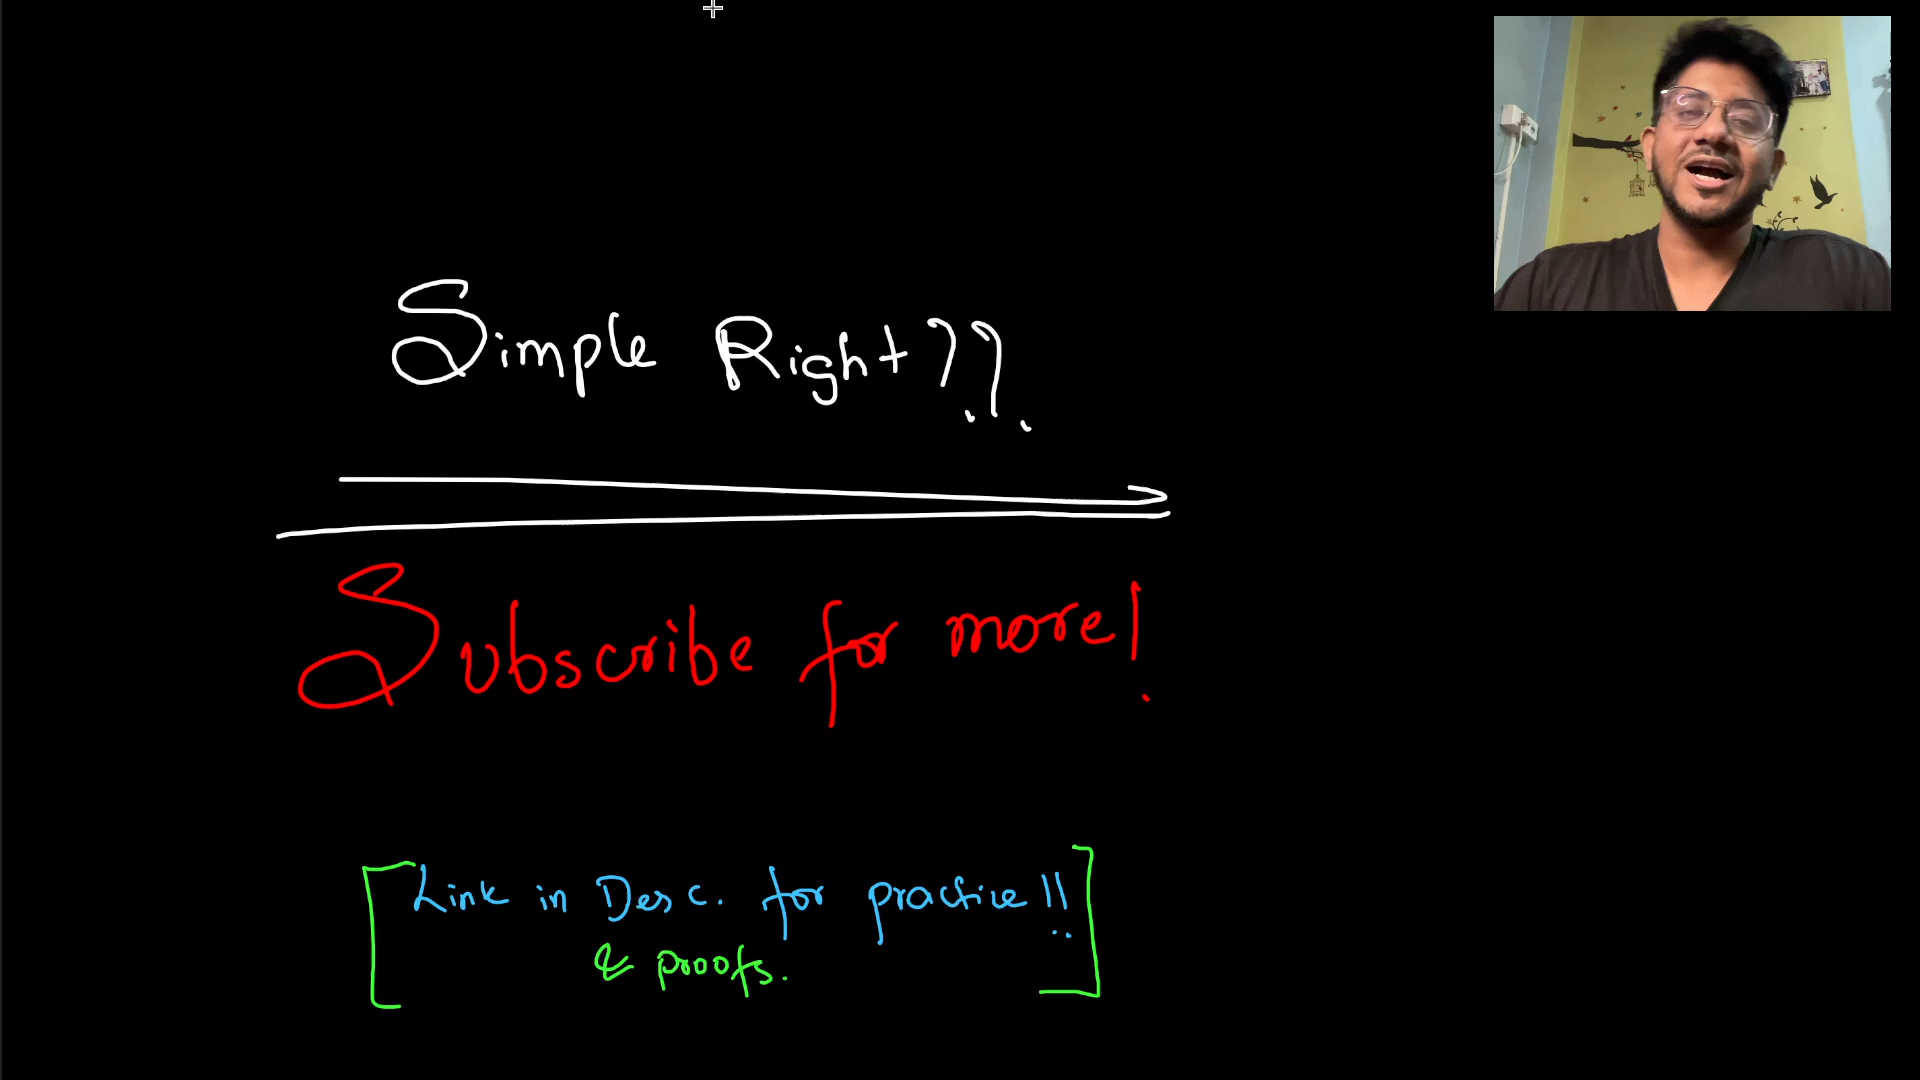 Simple Right??
Subscribe for more!
[Link in Desc. for practice!!
& proofs.]